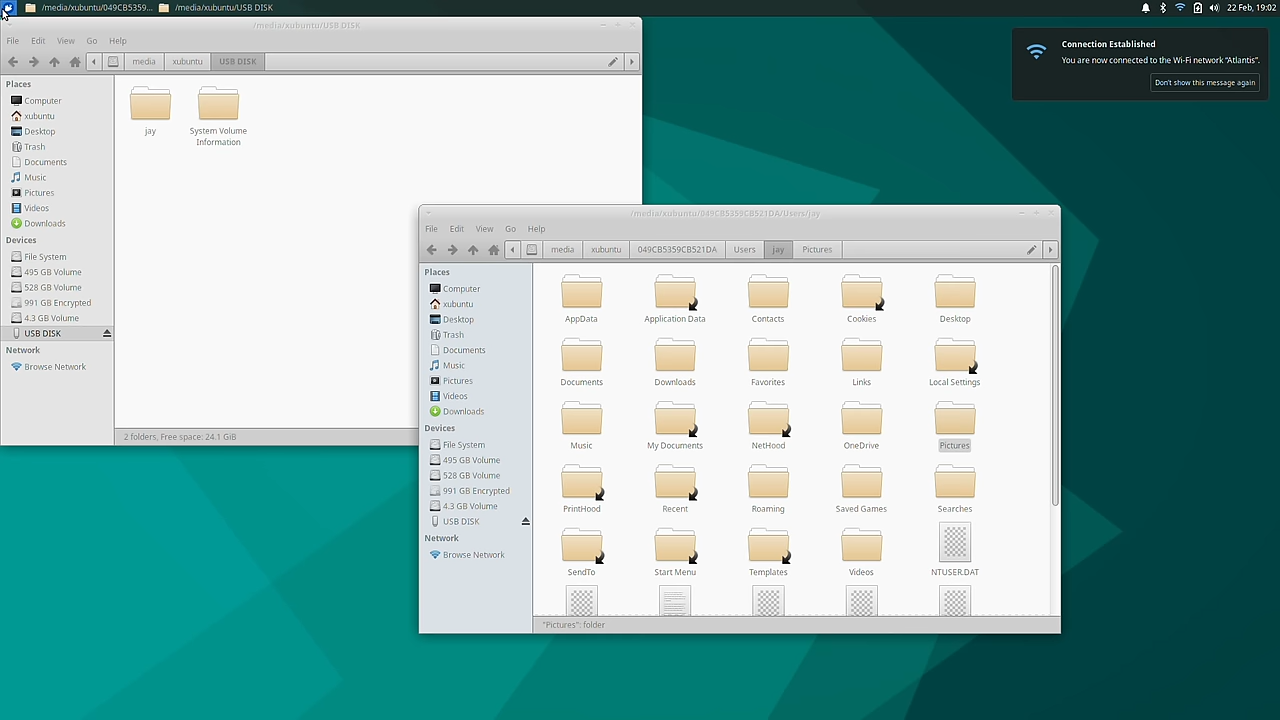 /media/xubuntu/049CB5359...
/media/xubuntu/USB DISK
22 Feb, 19:02
/media/xubuntu/USB DISK
File Edit View Go Help
media xubuntu USB DISK
Places
Computer
xubuntu
Desktop
Trash
Documents
Music
Pictures
Videos
Downloads
Devices
File System
495 GB Volume
528 GB Volume
991 GB Encrypted
4.3 GB Volume
USB DISK
Network
Browse Network
jay
System Volume
Information
2 folders, Free space: 24.1 GiB
Connection Established
You are now connected to the Wi-Fi network “Atlantis”.
Don't show this message again
/media/xubuntu/049CB5359CB521DA/Users/jay
File Edit View Go Help
media xubuntu 049CB5359CB521DA Users jay Pictures
Places
Computer
xubuntu
Desktop
Trash
Documents
Music
Pictures
Videos
Downloads
Devices
File System
495 GB Volume
528 GB Volume
991 GB Encrypted
4.3 GB Volume
USB DISK
Network
Browse Network
AppData Application Data Contacts Cookies Desktop
Documents Downloads Favorites Links Local Settings
Music My Documents NetHood OneDrive Pictures
PrintHood Recent Roaming Saved Games Searches
SendTo Start Menu Templates Videos NTUSER.DAT
"Pictures": folder